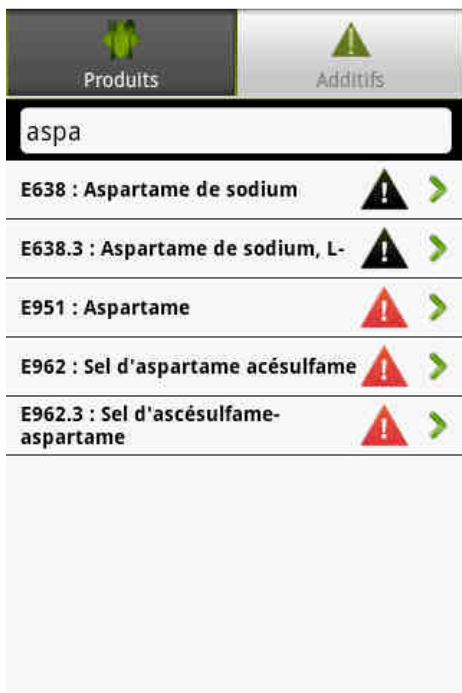 Produits
Additifs
aspa
E638 : Aspartame de sodium
E638.3 : Aspartame de sodium, L-
E951 : Aspartame
E962 : Sel d'aspartame acésulfame
E962.3 : Sel d'ascésulfame-
aspartame